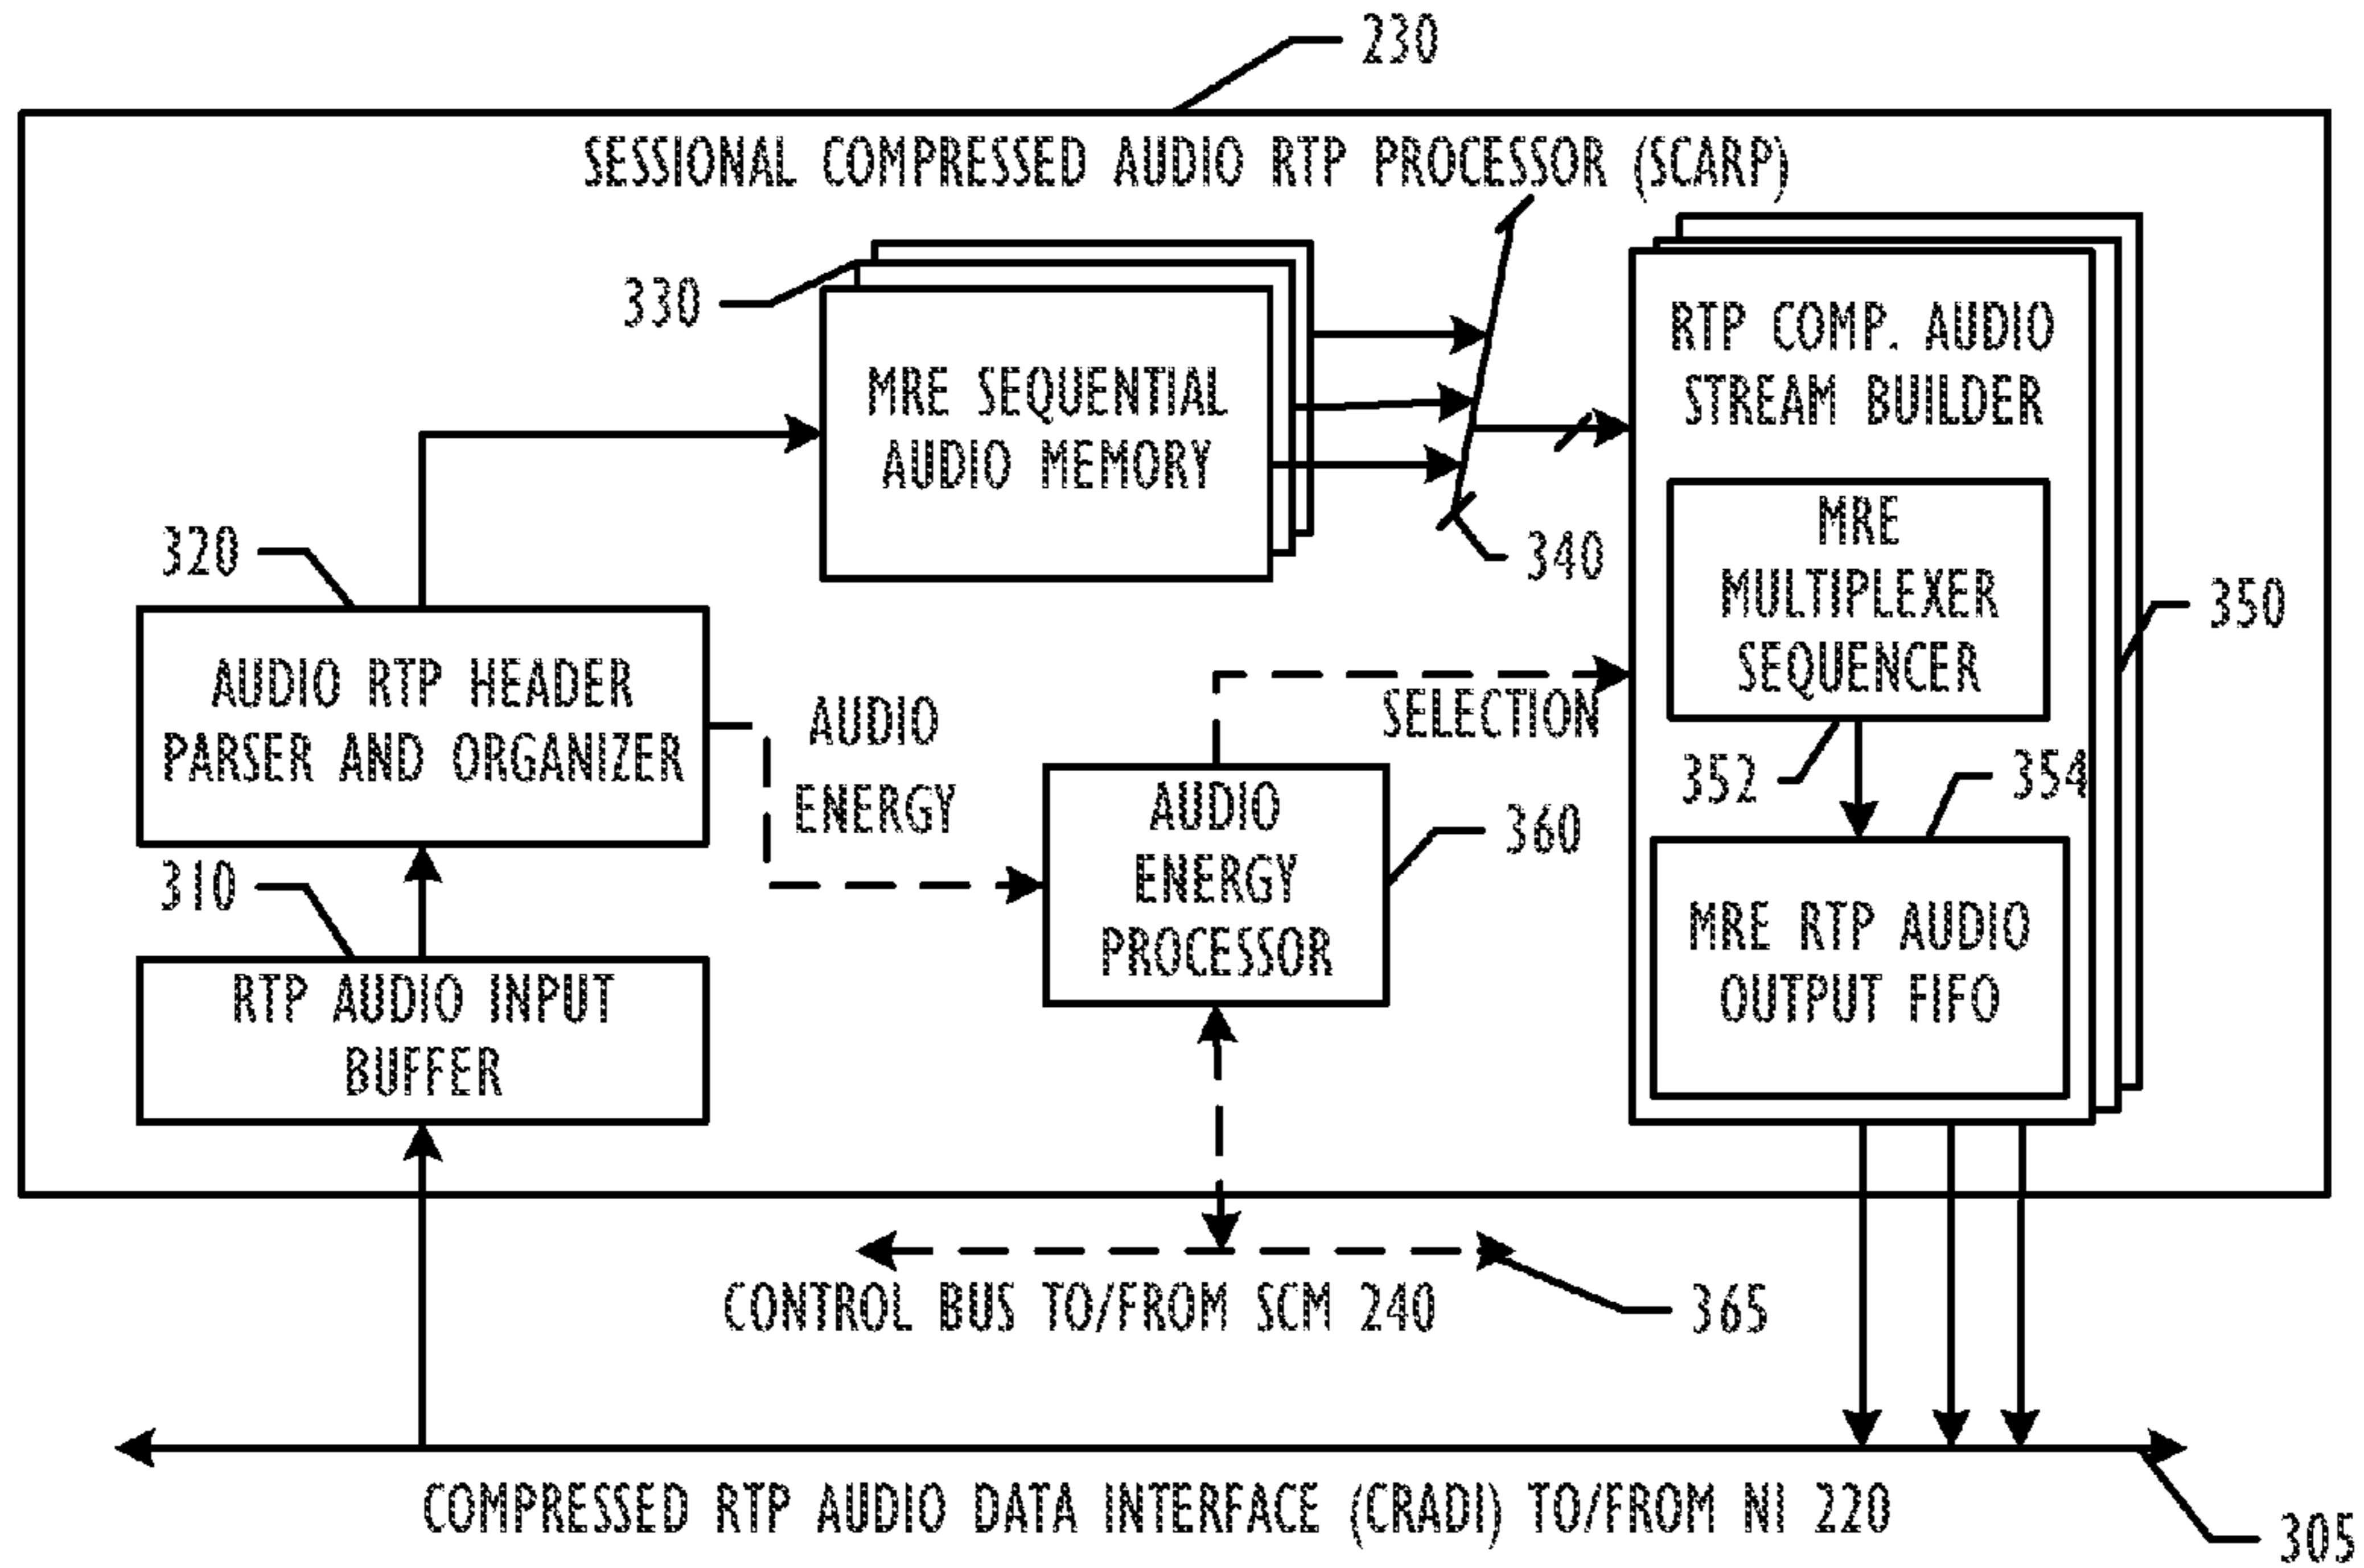 230
SESSIONAL COMPRESSED AUDIO RTP PROCESSOR (SCARP)
330
MRE SEQUENTIAL
AUDIO MEMORY
340
RTP COMP. AUDIO
STREAM BUILDER
MRE
MULTIPLEXER
SEQUENCER
350
320
AUDIO RTP HEADER
PARSER AND ORGANIZER
AUDIO
ENERGY
SELECTION
352
354
AUDIO
ENERGY
PROCESSOR
360
310
RTP AUDIO INPUT
BUFFER
MRE RTP AUDIO
OUTPUT FIFO
CONTROL BUS TO/FROM SCM 240
365
COMPRESSED RTP AUDIO DATA INTERFACE (CRADI) TO/FROM NI 220
305